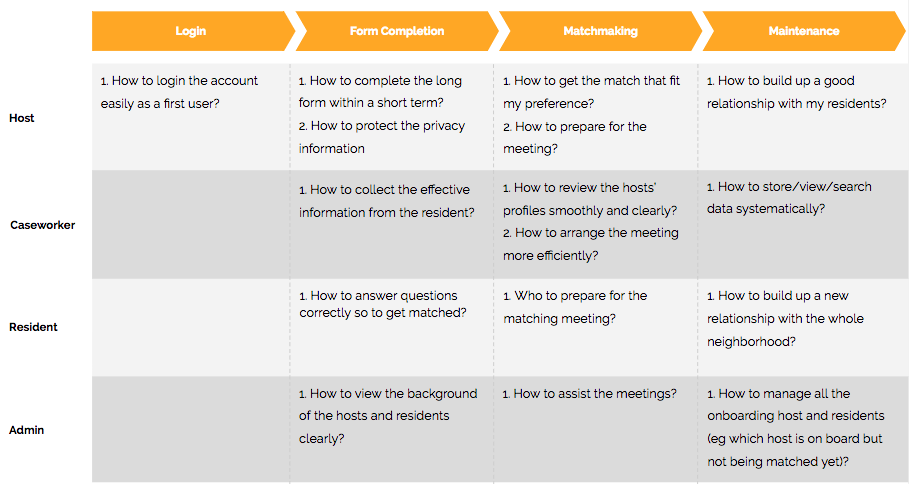 Login
Form Completion
Matchmaking
Maintenance
Host
1. How to login the account
easily as a first user?
1. How to complete the long
form within a short term?
2. How to protect the privacy
information
1. How to get the match that fit
my preference?
2. How to prepare for the
meeting?
1. How to build up a good
relationship with my residents?
Caseworker
1. How to collect the effective
information from the resident?
1. How to review the hosts'
profiles smoothly and clearly?
2. How to arrange the meeting
more efficiently?
1. How to store/view/search
data systematically?
Resident
1. How to answer questions
correctly so to get matched?
1. Who to prepare for the
matching meeting?
1. How to build up a new
relationship with the whole
neighborhood?
Admin
1. How to view the background
of the hosts and residents
clearly?
1. How to assist the meetings?
1. How to manage all the
onboarding host and residents
(eg which host is on board but
not being matched yet)?